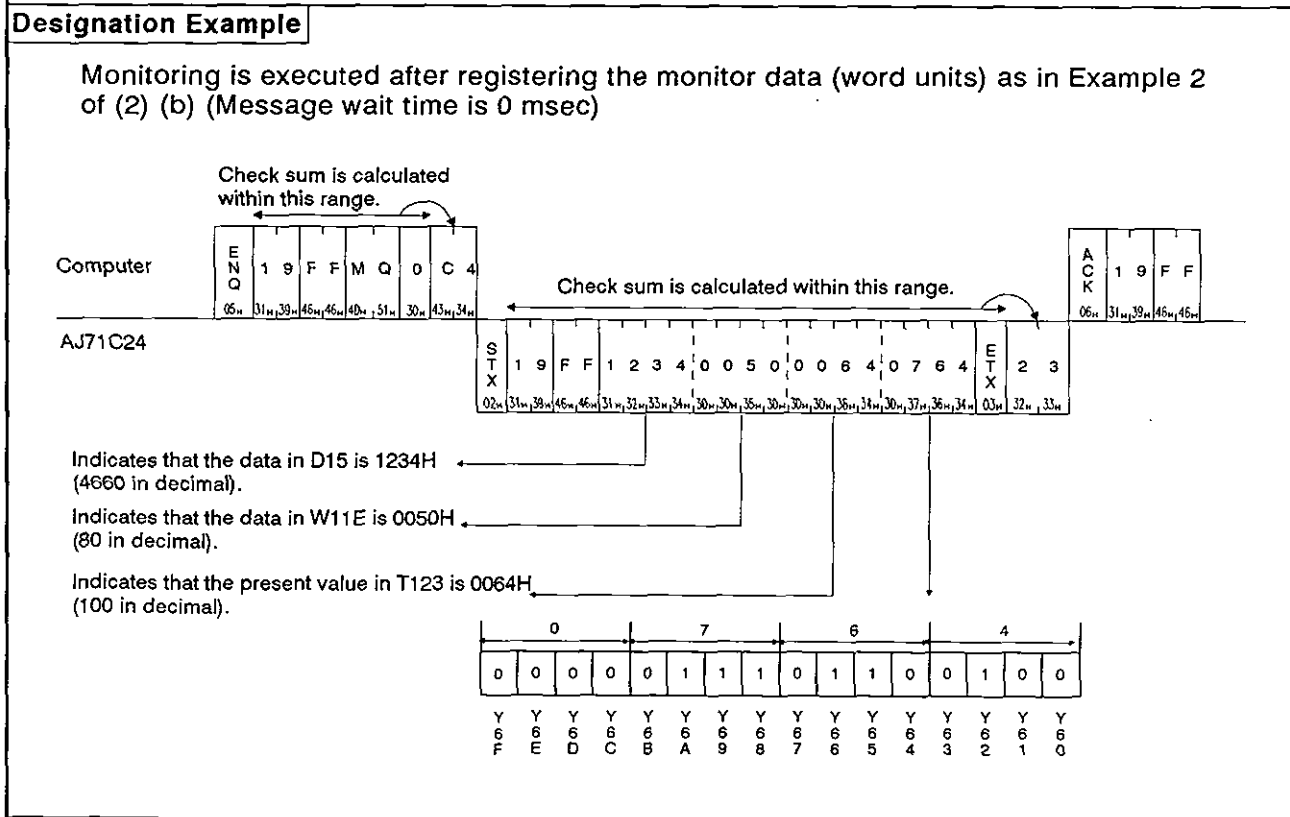 Designation Example
Monitoring is executed after registering the monitor data (word units) as in Example 2
of (2) (b) (Message wait time is 0 msec)
Check sum is calculated
within this range.
Computer
ENQ 1 9 F F M Q 0 C 4
05H 31H 39H 46H 46H 4DH 51H 30H 43H 34H
ACK 1 9 F F
06H 31H 39H 46H 46H
Check sum is calculated within this range.
AJ71C24
STX 1 9 F F 1 2 3 4 0 0 5 0 0 0 6 4 0 7 6 4 ETX 2 3
02H 31H 39H 46H 46H 31H 32H 33H 34H 30H 30H 35H 30H 30H 30H 36H 34H 30H 37H 36H 34H 03H 32H 33H
Indicates that the data in D15 is 1234H
(4660 in decimal).
Indicates that the data in W11E is 0050H
(80 in decimal).
Indicates that the present value in T123 is 0064H
(100 in decimal).
0 7 6 4
0 0 0 0 0 1 1 1 0 1 1 0 0 1 0 0
Y6F Y6E Y6D Y6C Y6B Y6A Y69 Y68 Y67 Y66 Y65 Y64 Y63 Y62 Y61 Y60